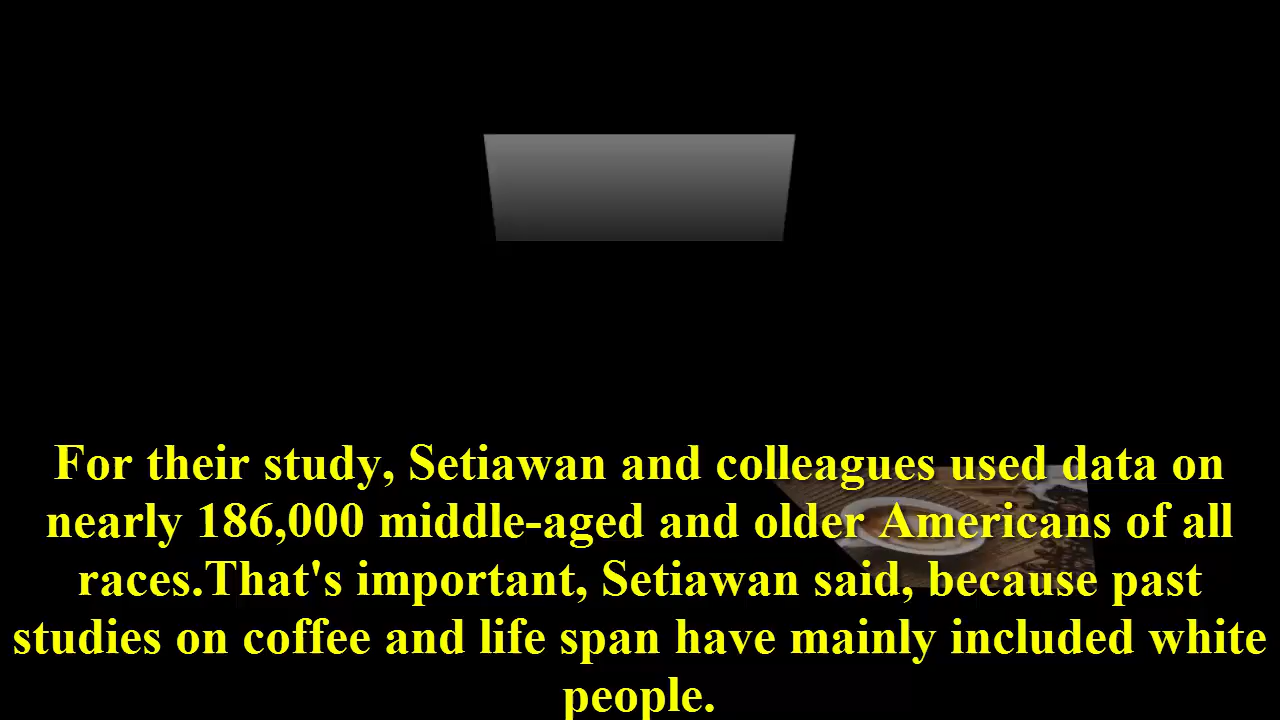 For their study, Setiawan and colleagues used data on
nearly 186,000 middle-aged and older Americans of all
races.That's important, Setiawan said, because past
studies on coffee and life span have mainly included white
people.